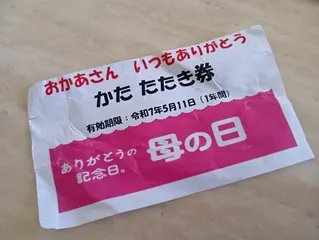 おかあさん いつもありがとう
かた たたき券
有効期限：令和7年5月11日（1年間）
ありがとうの
記念日。
母の日